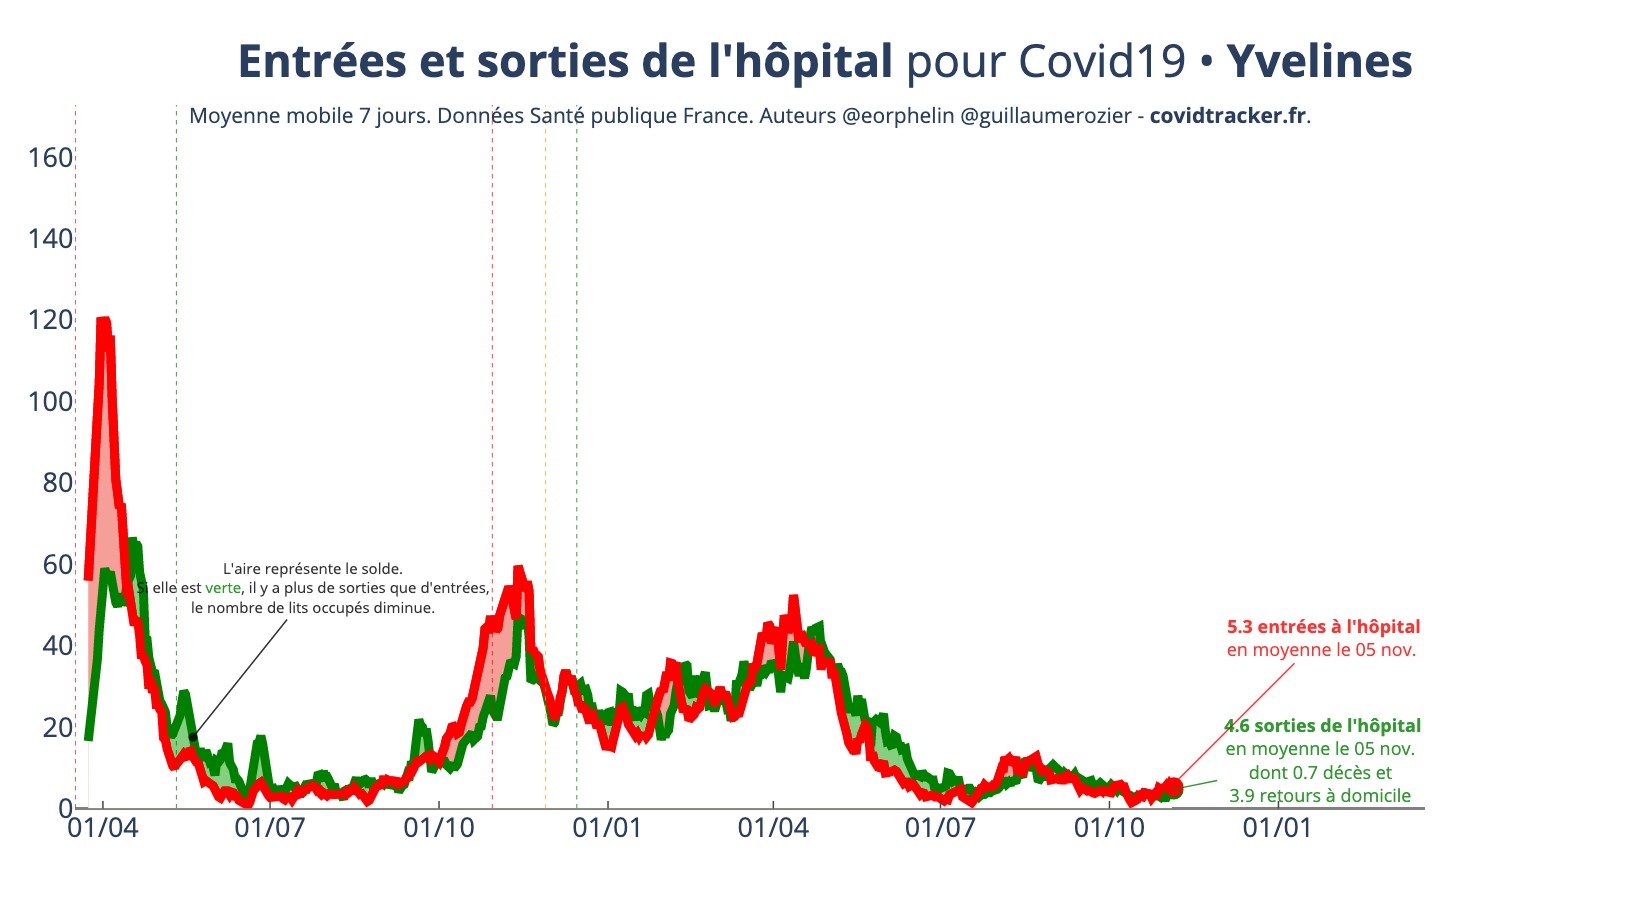 Entrées et sorties de l'hôpital pour Covid19 • Yvelines
Moyenne mobile 7 jours. Données Santé publique France. Auteurs @eorphelin @guillaumerozier - covidtracker.fr.
160
140
120
100
80
60
40
20
0
L'aire représente le solde.
Si elle est verte, il y a plus de sorties que d'entrées,
le nombre de lits occupés diminue.
5.3 entrées à l'hôpital
en moyenne le 05 nov.
4.6 sorties de l'hôpital
en moyenne le 05 nov.
dont 0.7 décès et
3.9 retours à domicile
01/04 01/07 01/10 01/01 01/04 01/07 01/10 01/01